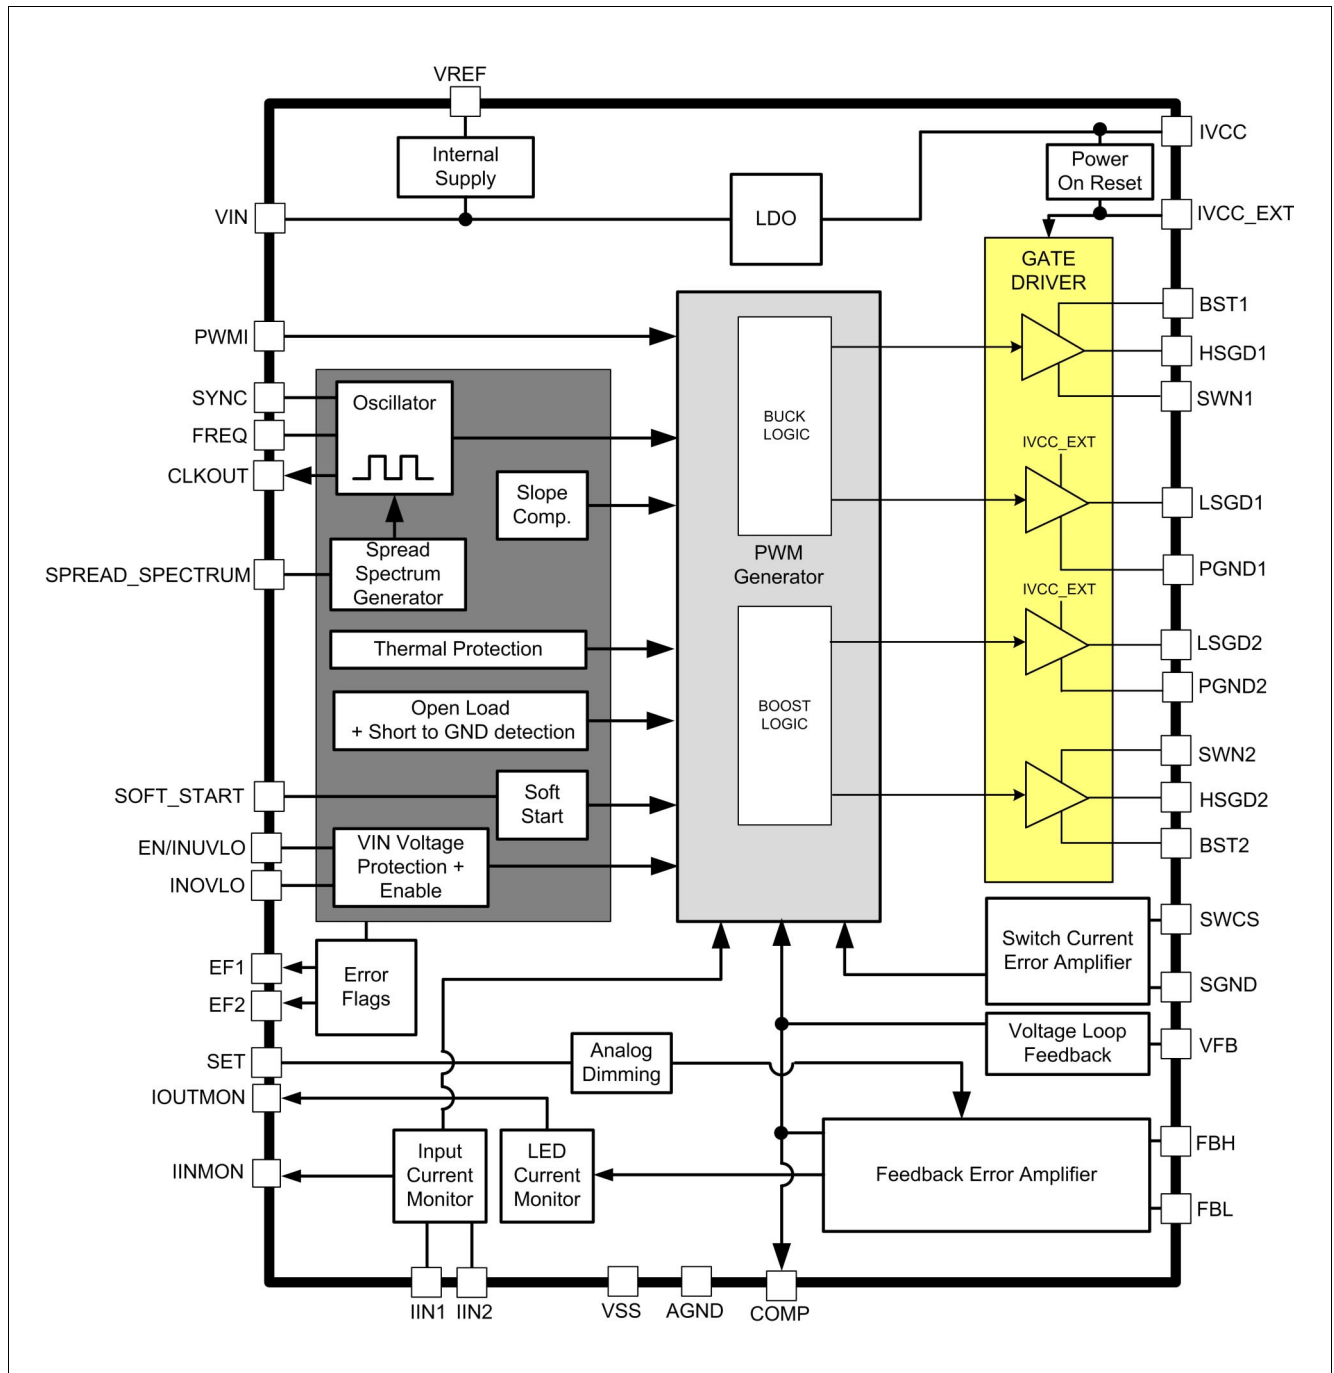 VREF
IVCC
Internal
Supply
Power
On Reset
VIN
LDO
IVCC_EXT
GATE
DRIVER
BST1
PWMI
HSGD1
SYNC
Oscillator
SWN1
FREQ
BUCK
LOGIC
IVCC_EXT
CLKOUT
Slope
Comp.
LSGD1
Spread
Spectrum
Generator
SPREAD_SPECTRUM
PWM
Generator
PGND1
IVCC_EXT
Thermal Protection
LSGD2
PGND2
Open Load
+ Short to GND detection
BOOST
LOGIC
SWN2
SOFT_START
Soft
Start
HSGD2
EN/INUVLO
VIN Voltage
Protection +
Enable
BST2
INOVLO
SWCS
Switch Current
Error Amplifier
EF1
Error
Flags
SGND
EF2
Voltage Loop
Feedback
VFB
SET
Analog
Dimming
IOUTMON
Input
Current
Monitor
LED
Current
Monitor
FBH
IINMON
Feedback Error Amplifier
FBL
IIN1
IIN2
VSS
AGND
COMP